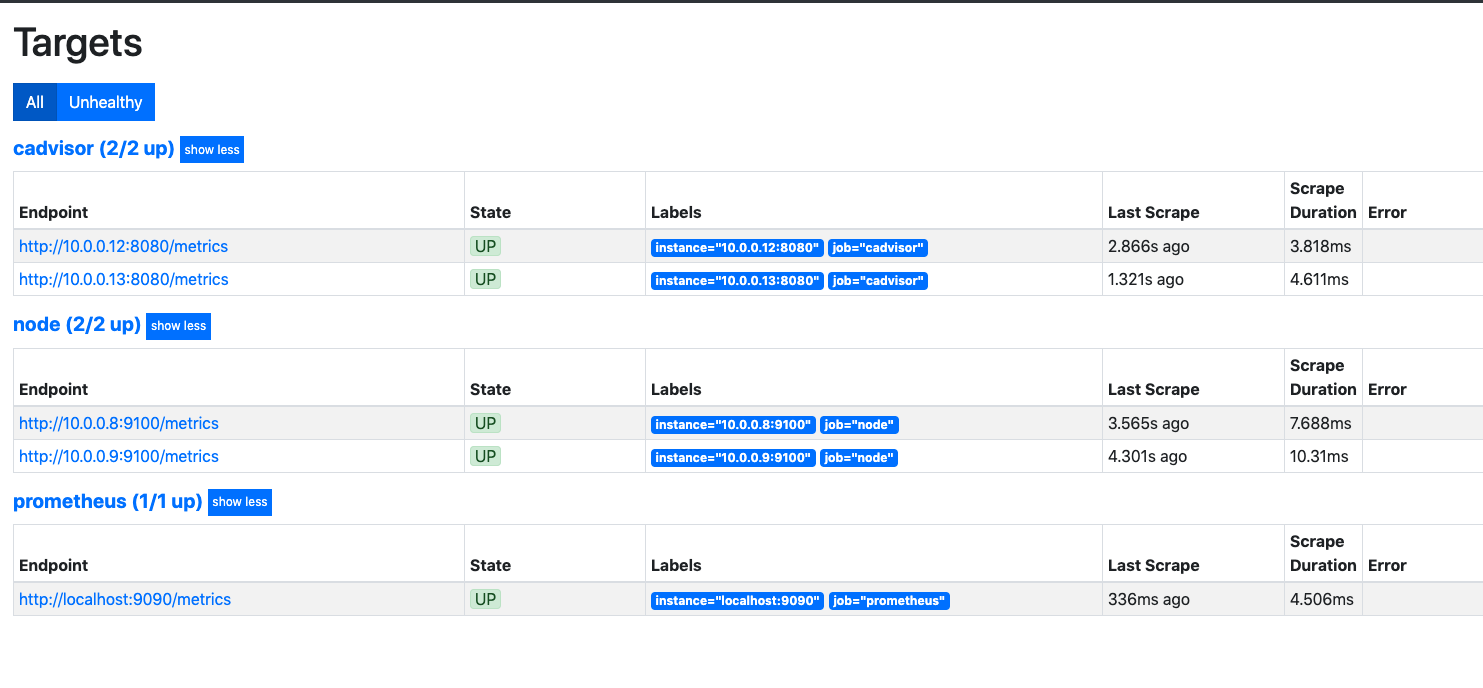 Targets
All Unhealthy
cadvisor (2/2 up) show less
Endpoint State Labels Last Scrape Scrape Duration Error
http://10.0.0.12:8080/metrics UP instance="10.0.0.12:8080" job="cadvisor" 2.866s ago 3.818ms
http://10.0.0.13:8080/metrics UP instance="10.0.0.13:8080" job="cadvisor" 1.321s ago 4.611ms
node (2/2 up) show less
Endpoint State Labels Last Scrape Scrape Duration Error
http://10.0.0.8:9100/metrics UP instance="10.0.0.8:9100" job="node" 3.565s ago 7.688ms
http://10.0.0.9:9100/metrics UP instance="10.0.0.9:9100" job="node" 4.301s ago 10.31ms
prometheus (1/1 up) show less
Endpoint State Labels Last Scrape Scrape Duration Error
http://localhost:9090/metrics UP instance="localhost:9090" job="prometheus" 336ms ago 4.506ms